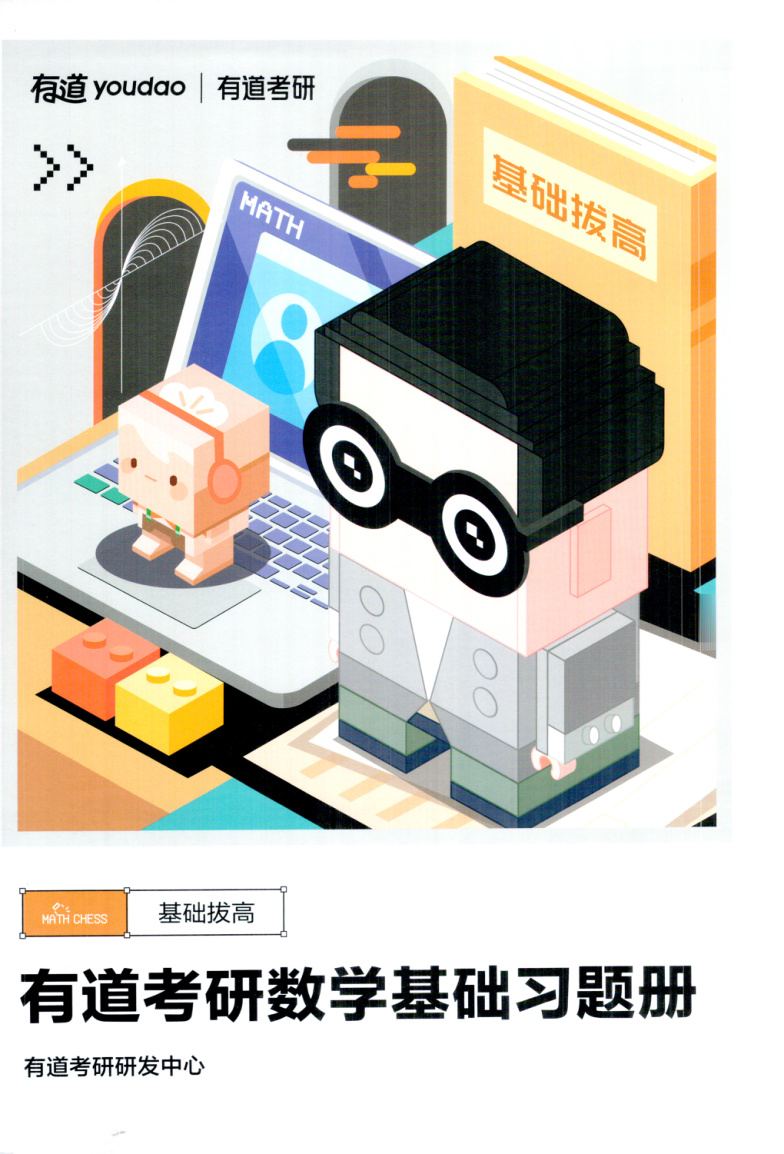 有道 youdao | 有道考研
基础拔高
MATH
MATH CHESS
基础拔高
有道考研数学基础习题册
有道考研研发中心